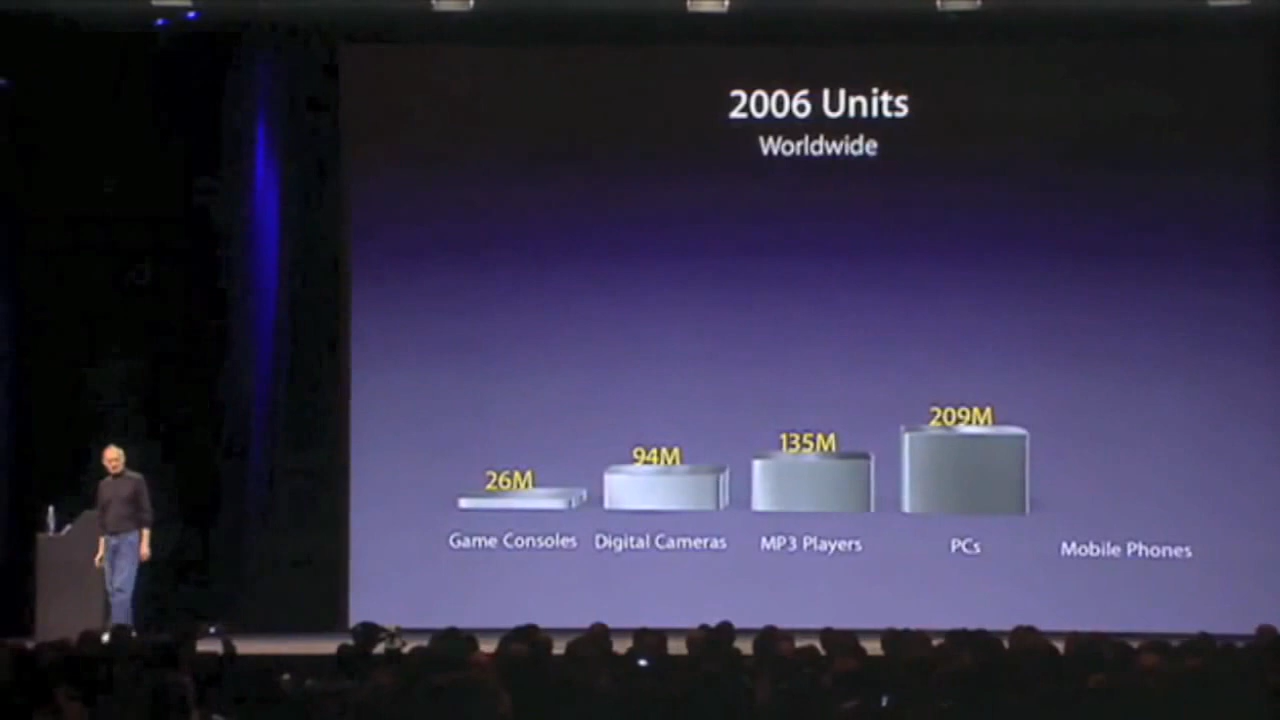 2006 Units
Worldwide
26M
94M
135M
209M
Game Consoles
Digital Cameras
MP3 Players
PCs
Mobile Phones